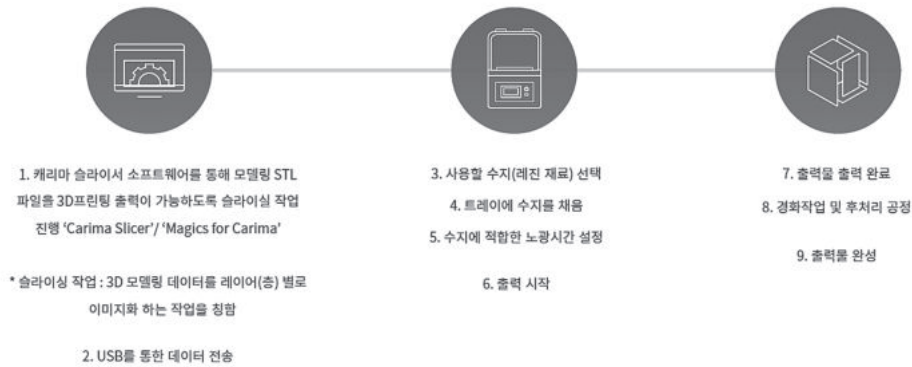 1. 캐리마 슬라이서 소프트웨어를 통해 모델링 STL
파일을 3D프린팅 출력이 가능하도록 슬라이싱 작업
진행 ‘Carima Slicer’/ ‘Magics for Carima’
* 슬라이싱 작업 : 3D 모델링 데이터를 레이어(층) 별로
이미지화 하는 작업을 칭함
2. USB를 통한 데이터 전송
3. 사용할 수지(레진 재료) 선택
4. 트레이에 수지를 채움
5. 수지에 적합한 노광시간 설정
6. 출력 시작
7. 출력물 출력 완료
8. 경화작업 및 후처리 공정
9. 출력물 완성